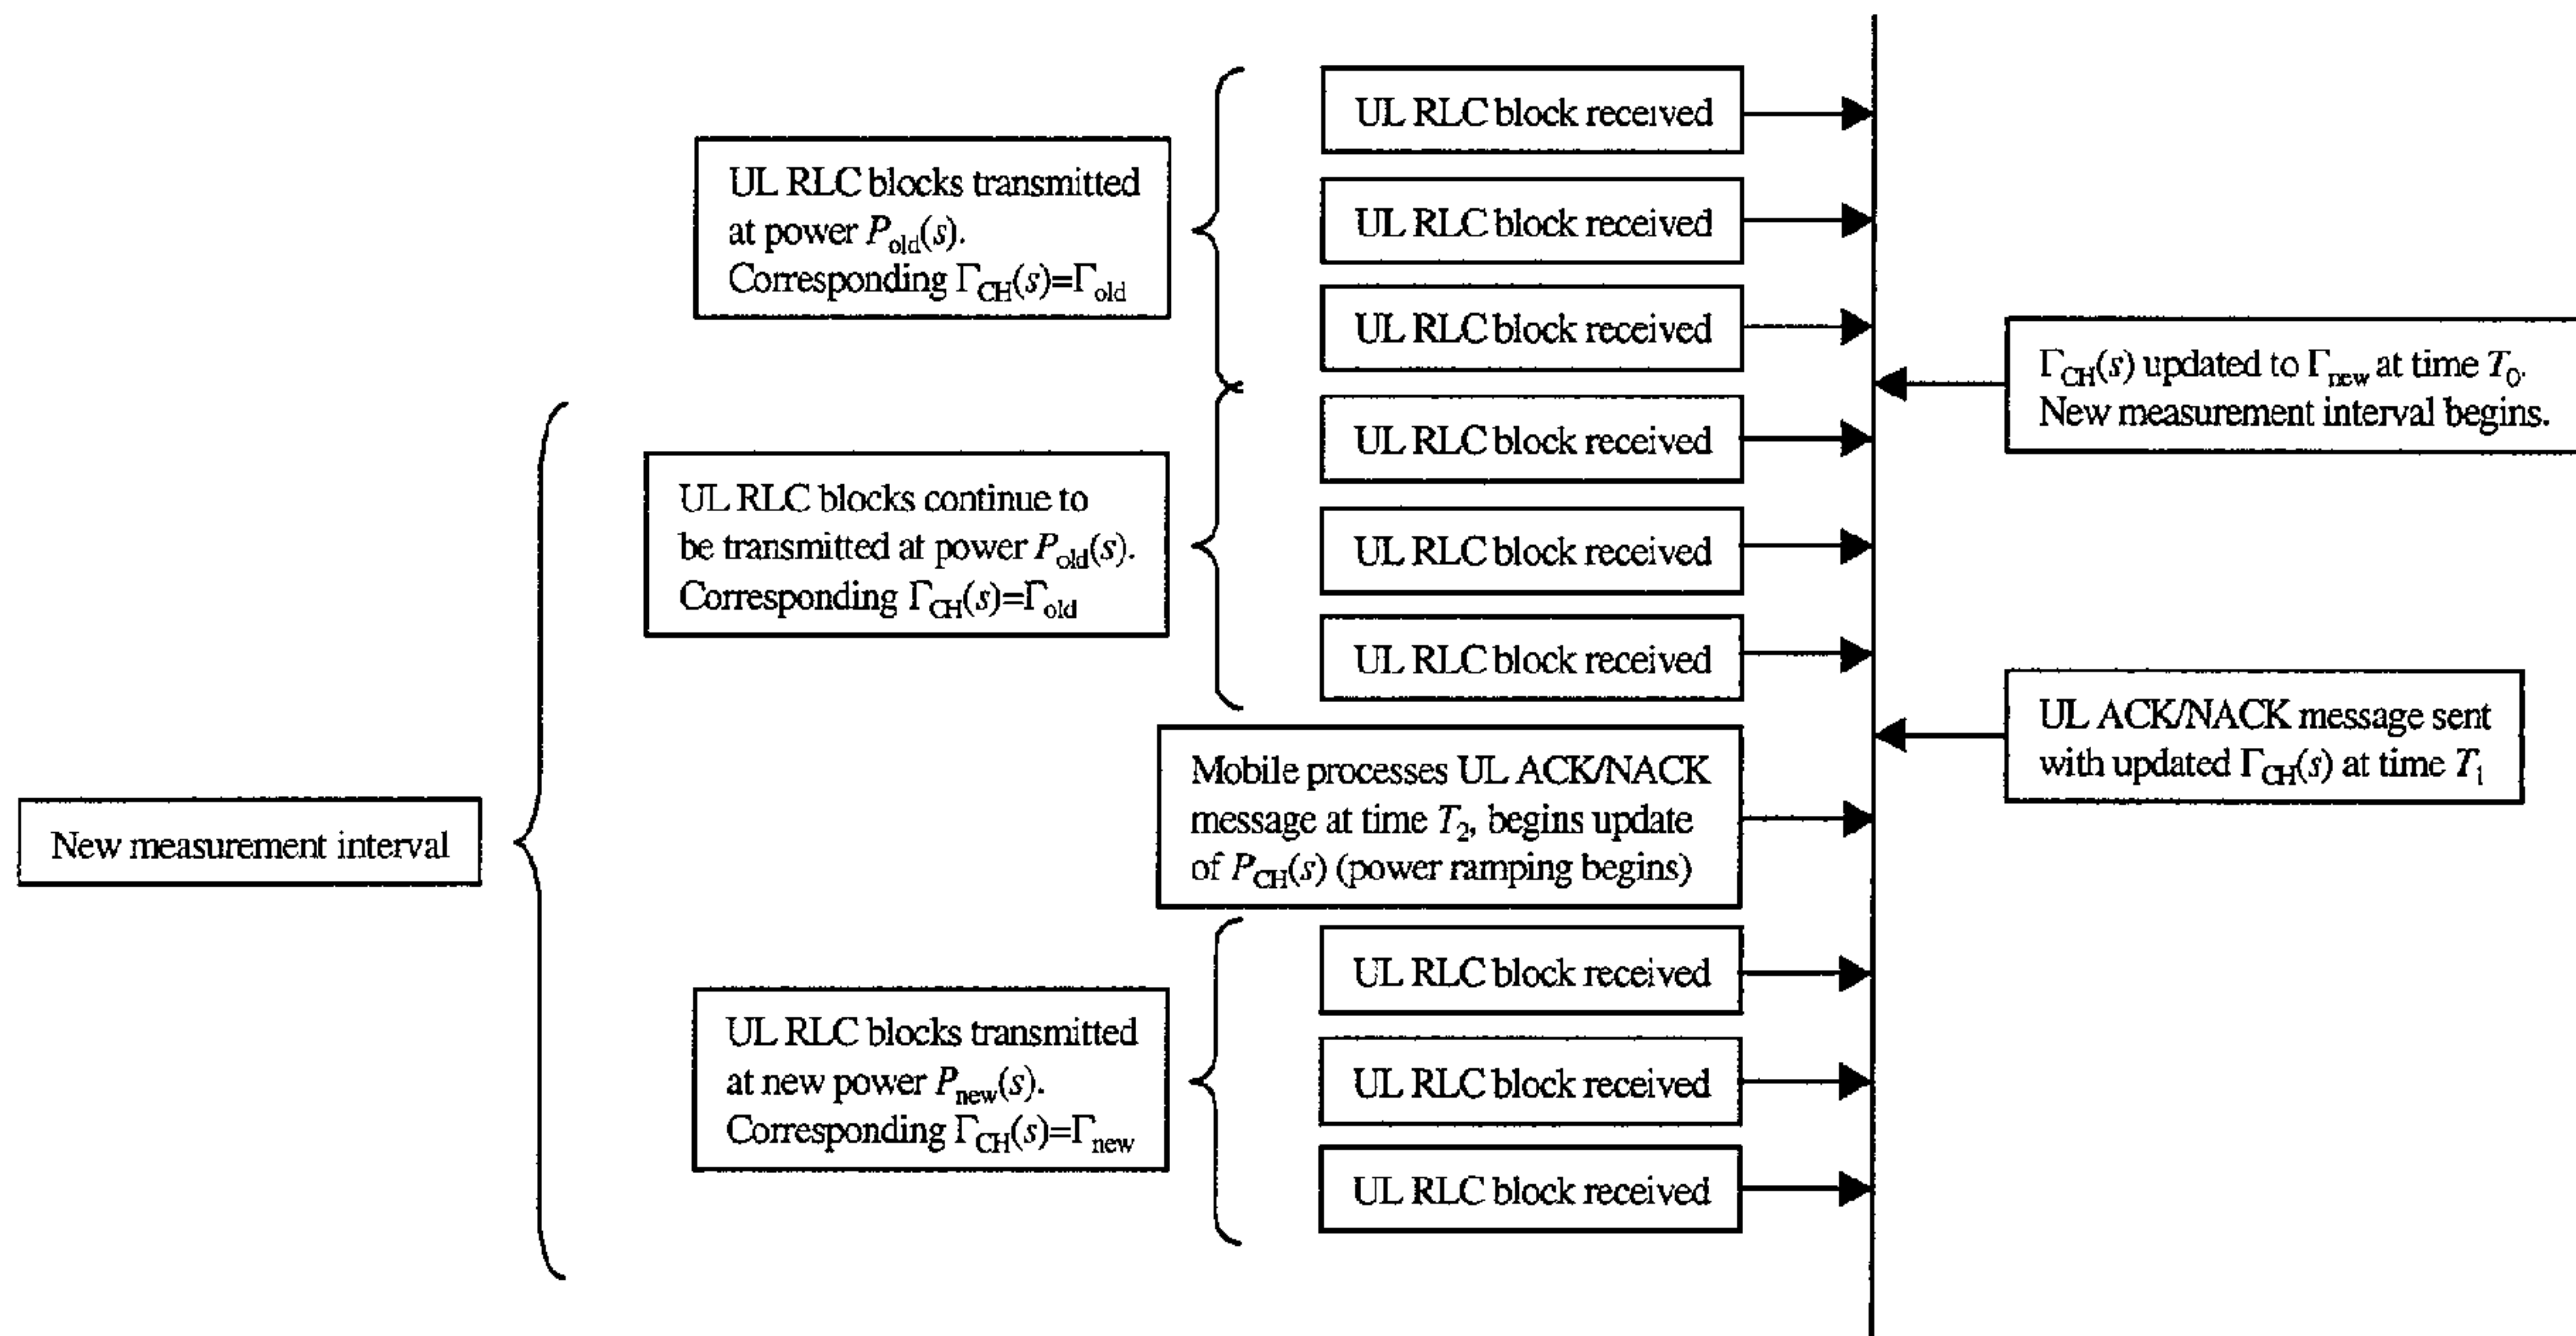 UL RLC block received
UL RLC blocks transmitted
at power P_old(s).
Corresponding Γ_CH(s)=Γ_old
UL RLC block received
UL RLC block received
Γ_CH(s) updated to Γ_new at time T_0.
New measurement interval begins.
UL RLC block received
UL RLC blocks continue to
be transmitted at power P_old(s).
Corresponding Γ_CH(s)=Γ_old
UL RLC block received
UL RLC block received
UL ACK/NACK message sent
with updated Γ_CH(s) at time T_1
Mobile processes UL ACK/NACK
message at time T_2, begins update
of P_CH(s) (power ramping begins)
New measurement interval
UL RLC block received
UL RLC blocks transmitted
at new power P_new(s).
Corresponding Γ_CH(s)=Γ_new
UL RLC block received
UL RLC block received